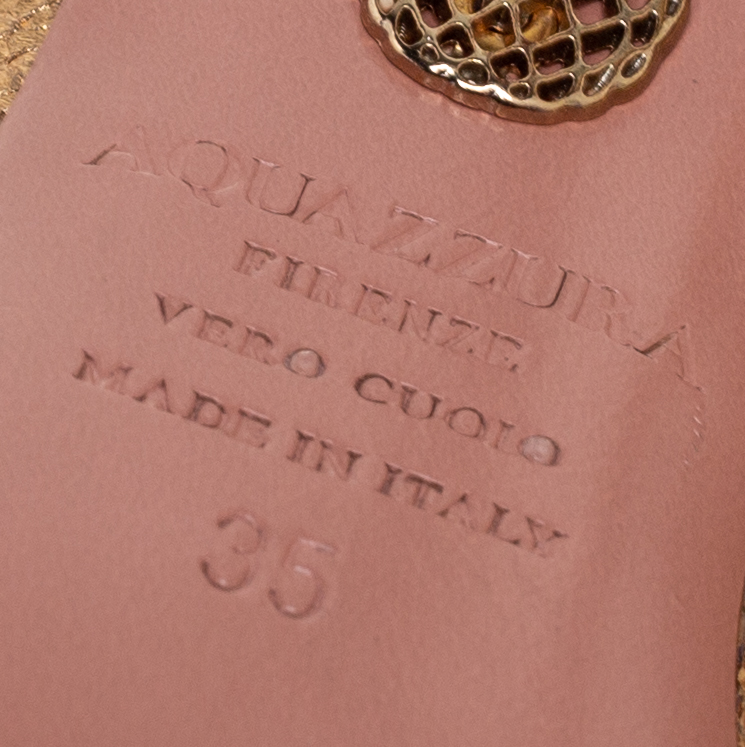 AQUAZZURA
FIRENZE
VERO CUOIO
MADE IN ITALY
35